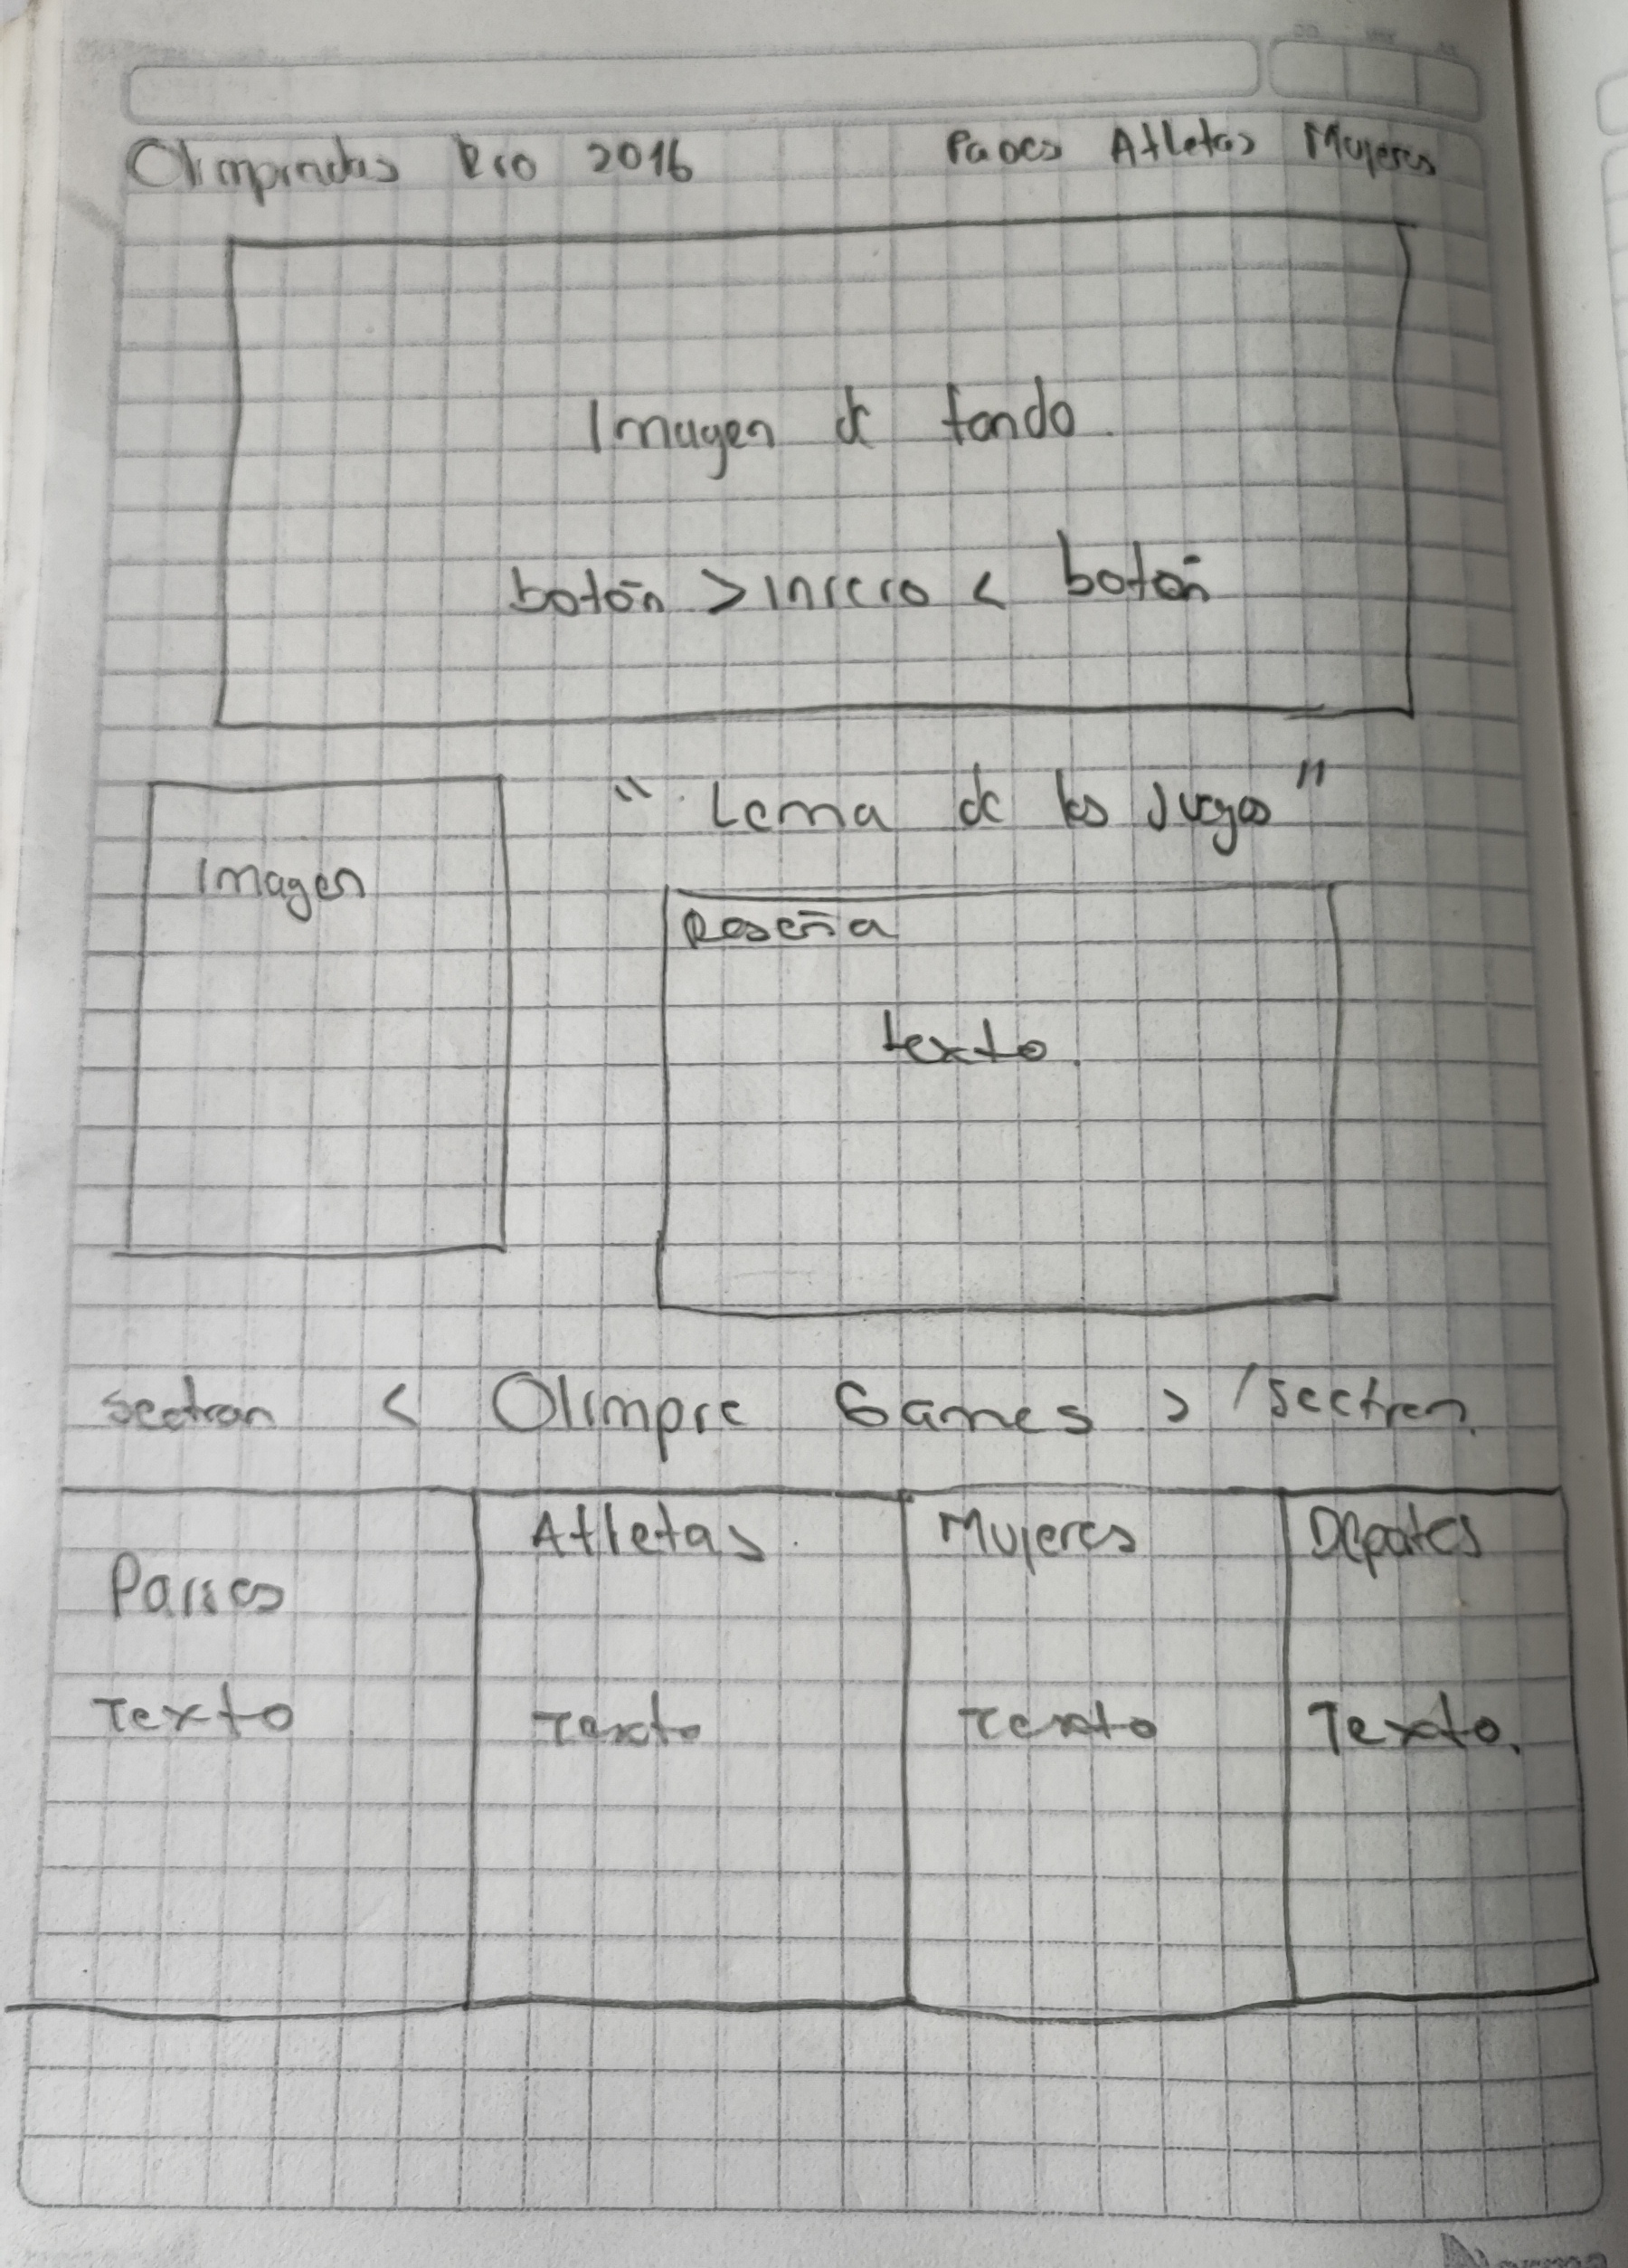 Olimpiadas Rio 2016 Paises Atletas Mujeres
Imagen de fondo.
botón > inicio < botón
" Lema de los Juegos "
Imagen
Reseña
texto.
section < Olimpic Games > /section.
Paises
Atletas
Mujeres
Deportes
Texto
Texto
Texto
Texto.
Norma